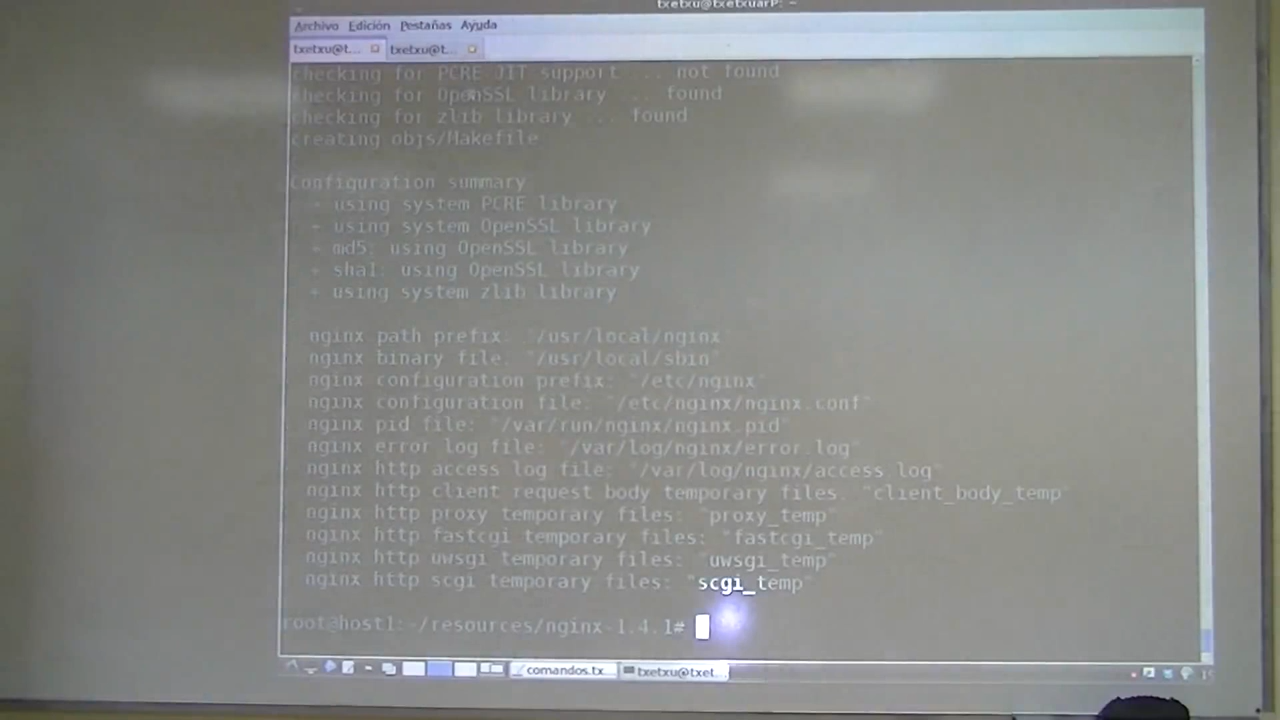 txetxu@txetxuarP: ~
Archivo Edición Pestañas Ayuda
txetxu@t... txetxu@t...
checking for PCRE JIT support ... not found
checking for OpenSSL library ... found
checking for zlib library ... found
creating objs/Makefile
Configuration summary
+ using system PCRE library
+ using system OpenSSL library
+ md5: using OpenSSL library
+ sha1: using OpenSSL library
+ using system zlib library
nginx path prefix: "/usr/local/nginx"
nginx binary file: "/usr/local/sbin"
nginx configuration prefix: "/etc/nginx"
nginx configuration file: "/etc/nginx/nginx.conf"
nginx pid file: "/var/run/nginx/nginx.pid"
nginx error log file: "/var/log/nginx/error.log"
nginx http access log file: "/var/log/nginx/access.log"
nginx http client request body temporary files: "client_body_temp"
nginx http proxy temporary files: "proxy_temp"
nginx http fastcgi temporary files: "fastcgi_temp"
nginx http uwsgi temporary files: "uwsgi_temp"
nginx http scgi temporary files: "scgi_temp"
root@host1:~/resources/nginx-1.4.1#
comandos.tx... txetxu@txet...